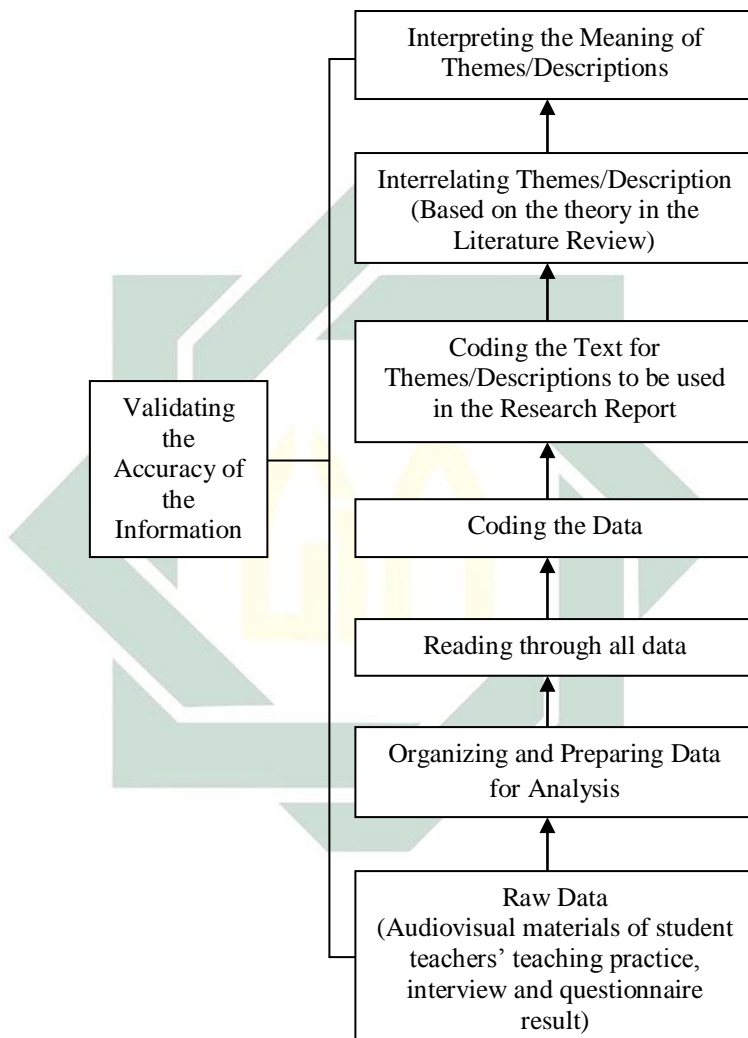 Interpreting the Meaning of
Themes/Descriptions
Interrelating Themes/Description
(Based on the theory in the
Literature Review)
Coding the Text for
Themes/Descriptions to be used
in the Research Report
Validating
the
Accuracy of
the
Information
Coding the Data
Reading through all data
Organizing and Preparing Data
for Analysis
Raw Data
(Audiovisual materials of student
teachers’ teaching practice,
interview and questionnaire
result)